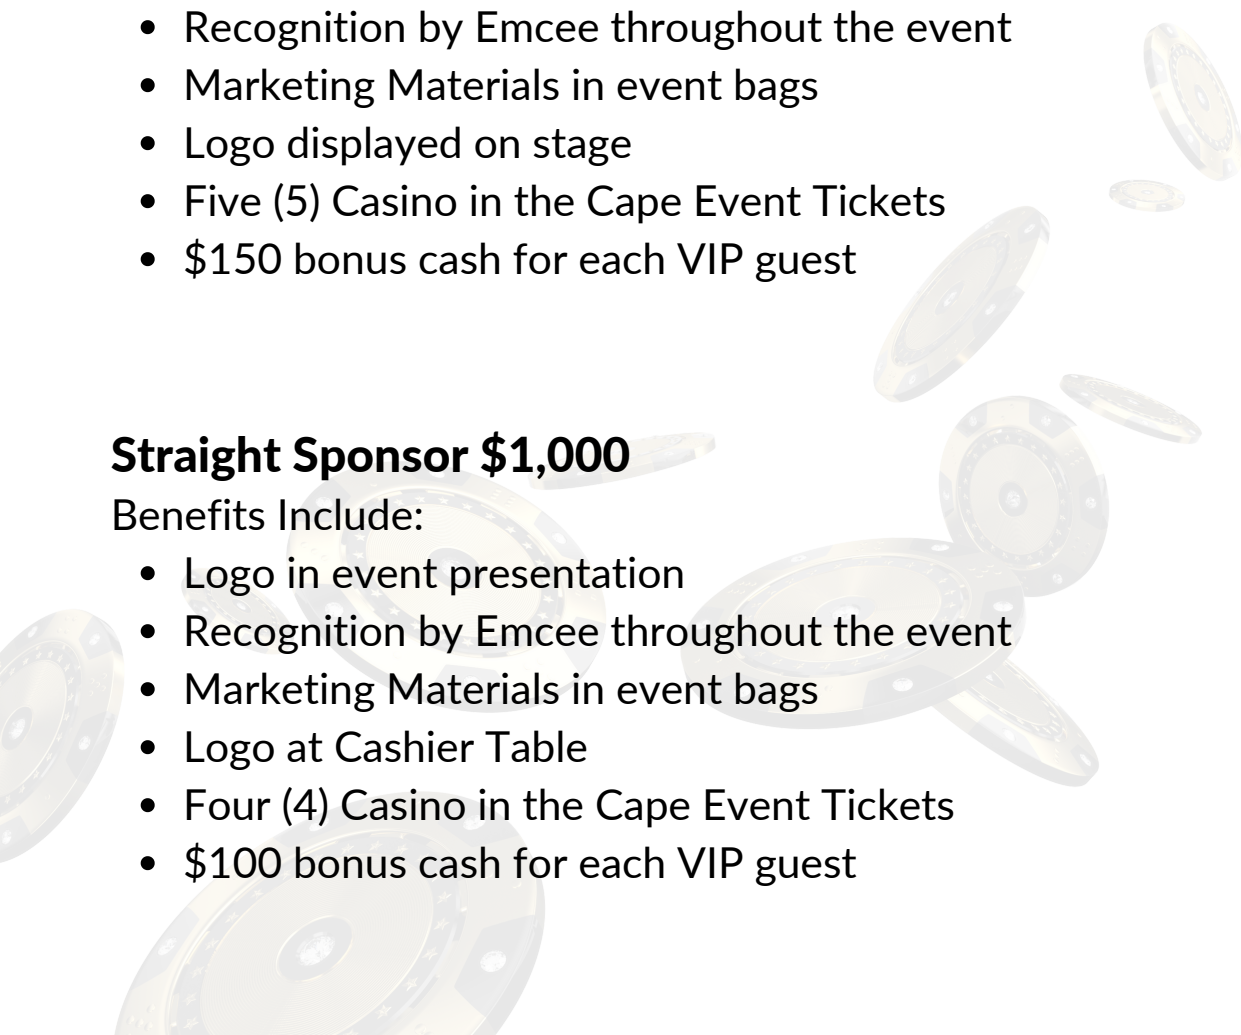 • Recognition by Emcee throughout the event
• Marketing Materials in event bags
• Logo displayed on stage
• Five (5) Casino in the Cape Event Tickets
• $150 bonus cash for each VIP guest
Straight Sponsor $1,000
Benefits Include:
• Logo in event presentation
• Recognition by Emcee throughout the event
• Marketing Materials in event bags
• Logo at Cashier Table
• Four (4) Casino in the Cape Event Tickets
• $100 bonus cash for each VIP guest